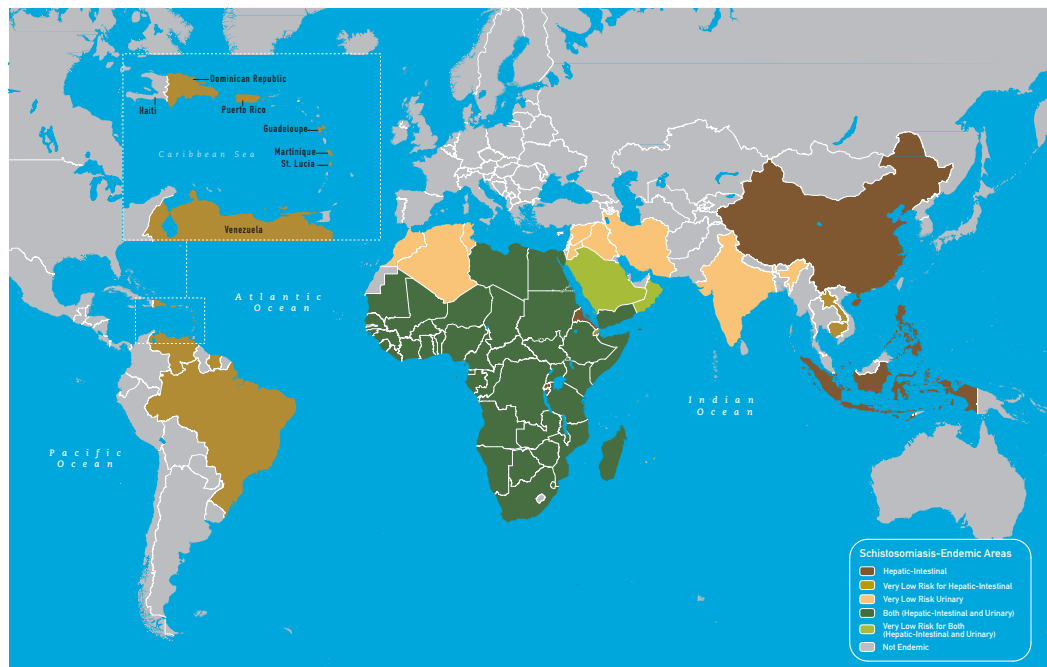 Dominican Republic
Haiti
Puerto Rico
Guadeloupe
Caribbean Sea
Martinique
St. Lucia
Venezuela
Atlantic
Ocean
Indian
Ocean
Pacific
Ocean
Schistosomiasis-Endemic Areas
Hepatic-Intestinal
Very Low Risk for Hepatic-Intestinal
Very Low Risk Urinary
Both (Hepatic-Intestinal and Urinary)
Very Low Risk for Both
(Hepatic-Intestinal and Urinary)
Not Endemic